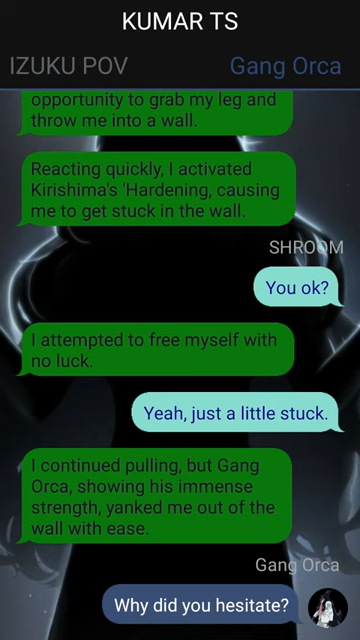 KUMAR TS
IZUKU POV
Gang Orca
opportunity to grab my leg and
throw me into a wall.
Reacting quickly, I activated
Kirishima's 'Hardening, causing
me to get stuck in the wall.
SHROOM
You ok?
I attempted to free myself with
no luck.
Yeah, just a little stuck.
I continued pulling, but Gang
Orca, showing his immense
strength, yanked me out of the
wall with ease.
Gang Orca
Why did you hesitate?